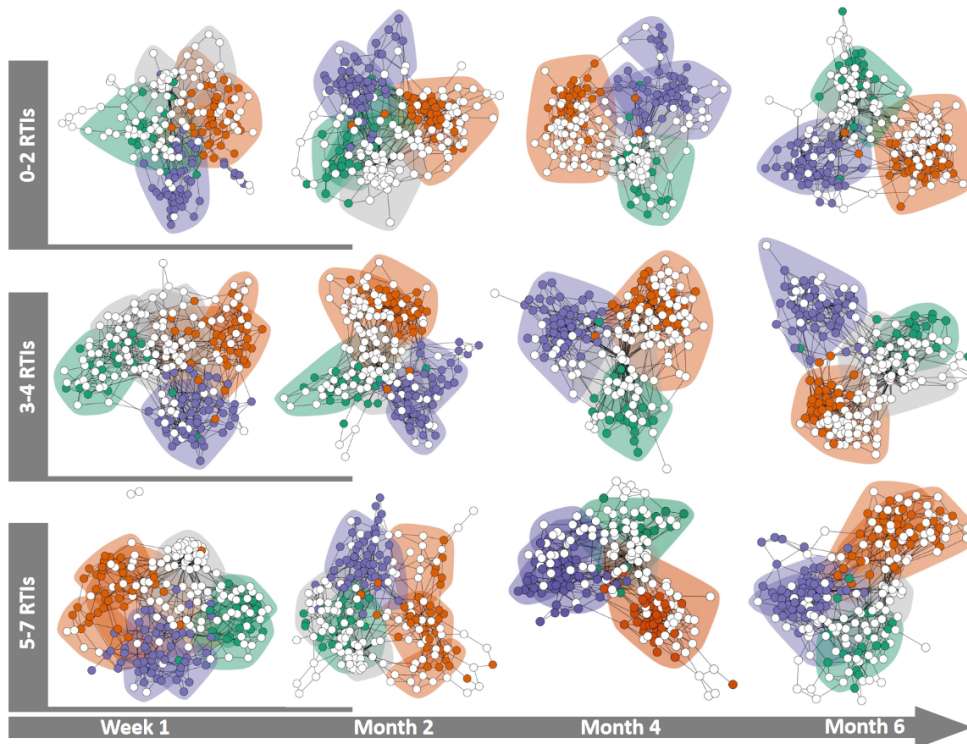 0-2 RTIs
3-4 RTIs
5-7 RTIs
Week 1
Month 2
Month 4
Month 6